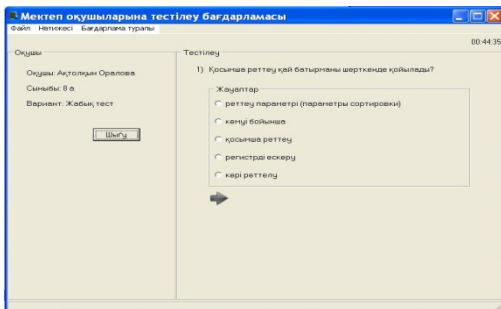 Мектеп оқушыларына тестілеу бағдарламасы
Файл Нәтижесі Бағдарлама туралы
00:44:35
Оқушы
Оқушы: Ақтолқын Оралова
Сыныбы: 8 а
Вариант: Жабық тест
Шығу
Тестілеу
1) Қосымша реттеу қай батырманы шерткенде қойылады?
Жауаптар
реттеу параметрі (параметры сортировки)
кемуі бойынша
қосымша реттеу
регистрді ескеру
кері реттелу